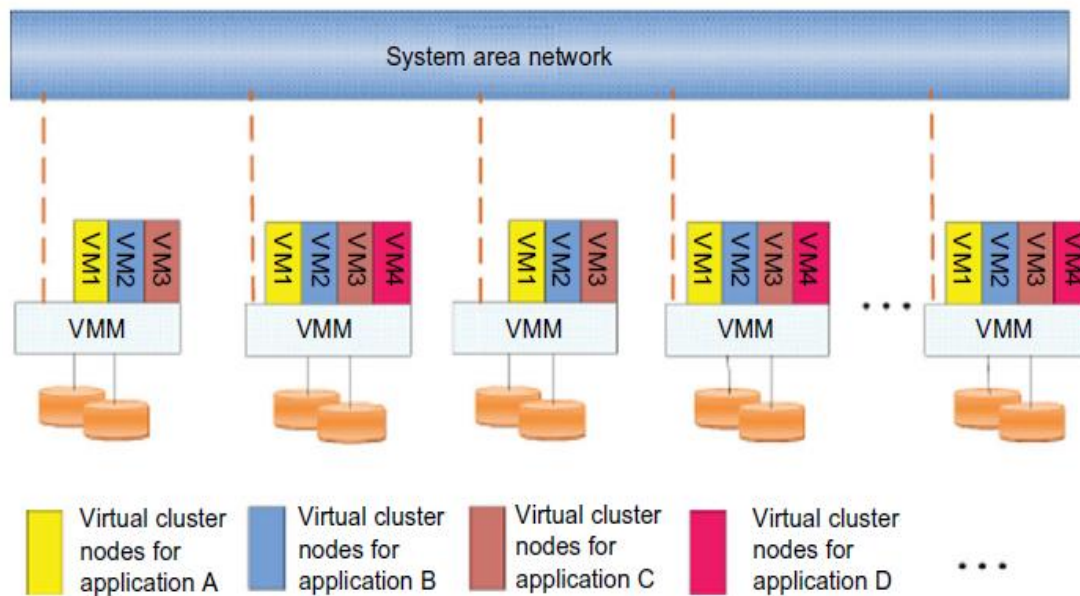 System area network
VM1 VM2 VM3
VM1 VM2 VM3 VM4
VM1 VM2 VM3
VM1 VM2 VM3 VM4
VM1 VM2 VM3 VM4
VMM
VMM
VMM
VMM
VMM
Virtual cluster
nodes for
application A
Virtual cluster
nodes for
application B
Virtual cluster
nodes for
application C
Virtual cluster
nodes for
application D